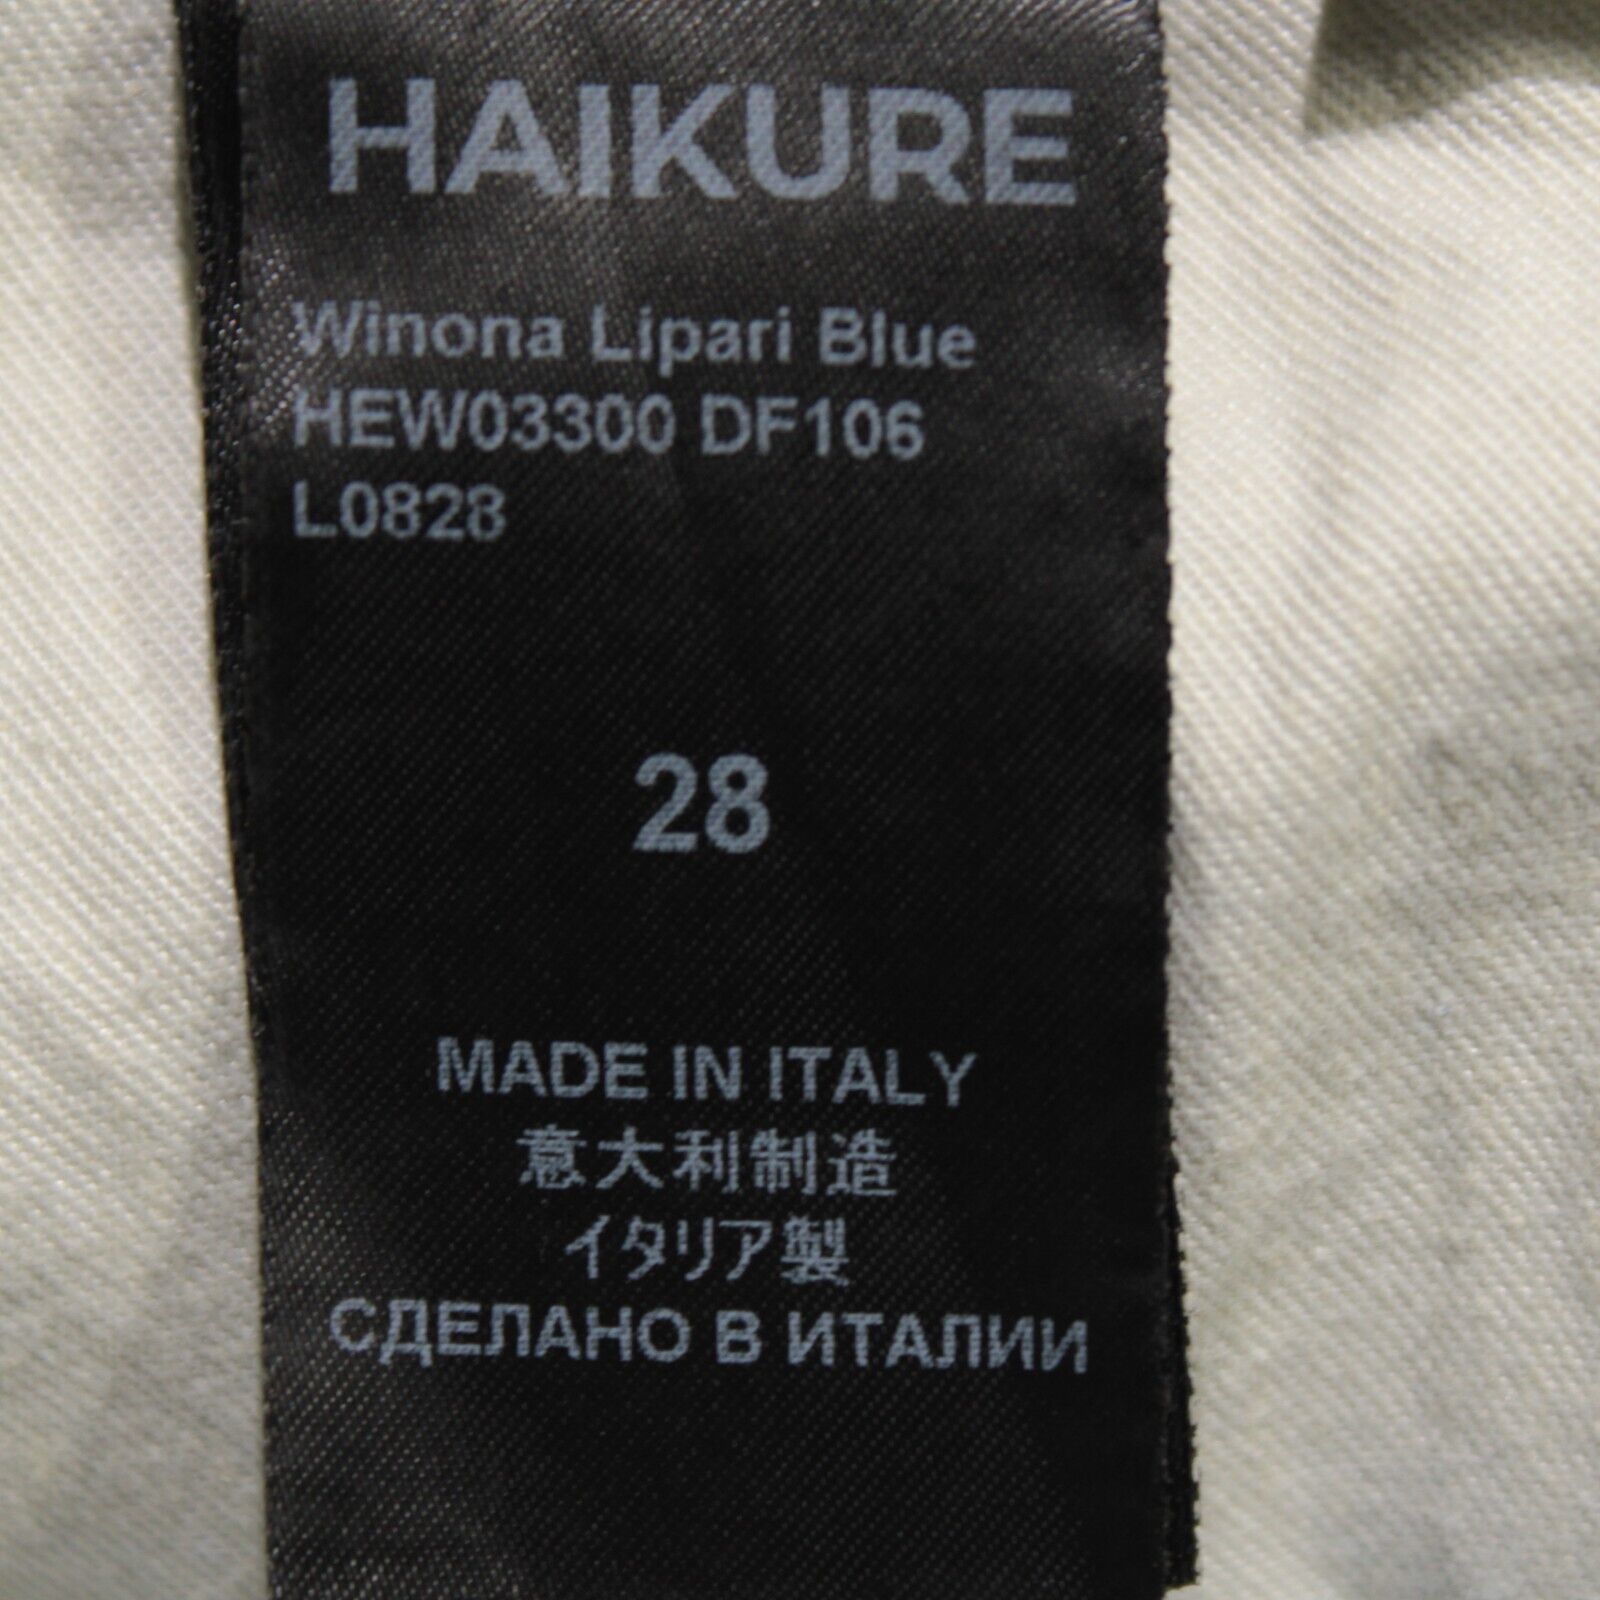 HAIKURE
Winona Lipari Blue
HEW03300 DF106
L0828
28
MADE IN ITALY
意大利制造
イタリア製
СДЕЛАНО В ИТАЛИИ